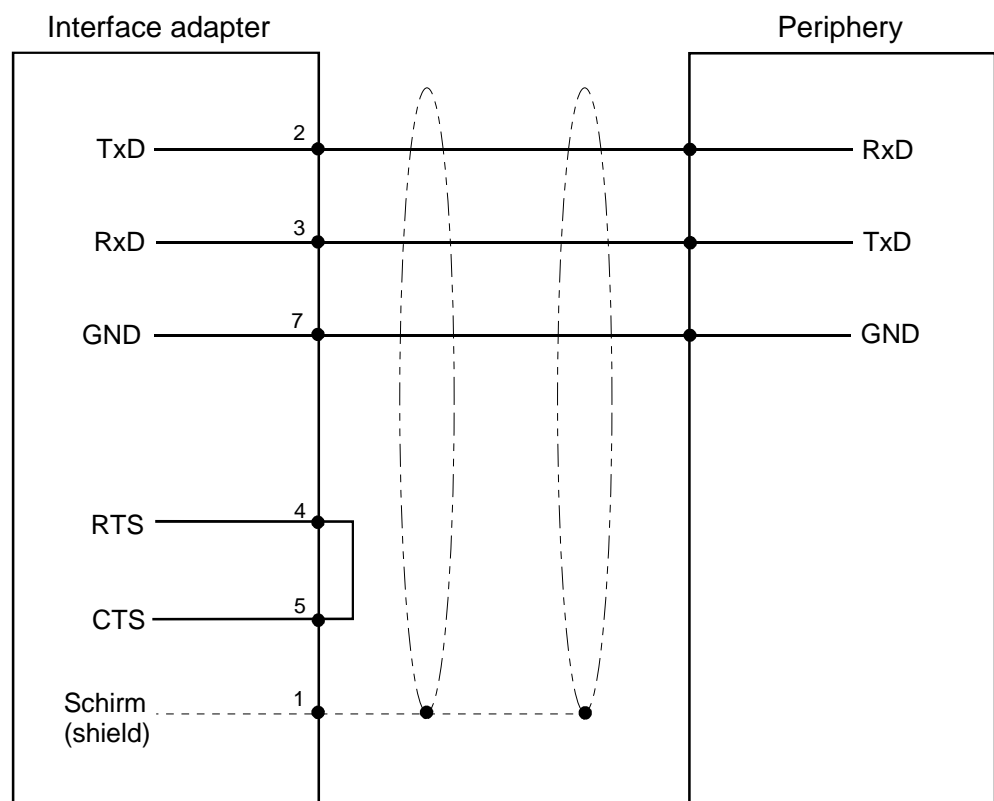 Interface adapter
Periphery
TxD 2 RxD
RxD 3 TxD
GND 7 GND
RTS 4
CTS 5
Schirm 1
(shield)